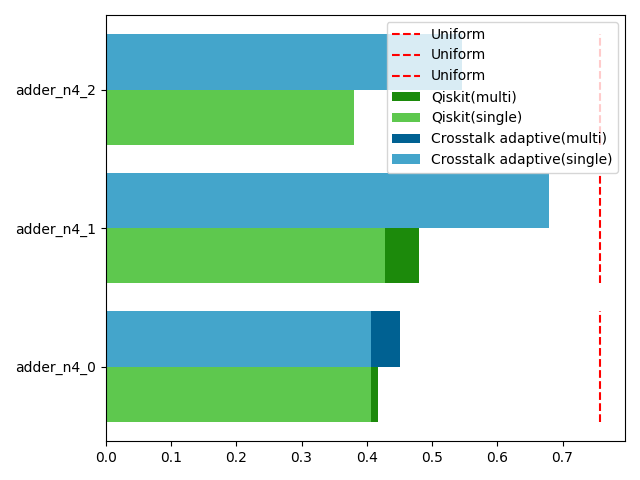 Uniform
Uniform
Uniform
Qiskit(multi)
Qiskit(single)
Crosstalk adaptive(multi)
Crosstalk adaptive(single)
adder_n4_2
adder_n4_1
adder_n4_0
0.0 0.1 0.2 0.3 0.4 0.5 0.6 0.7